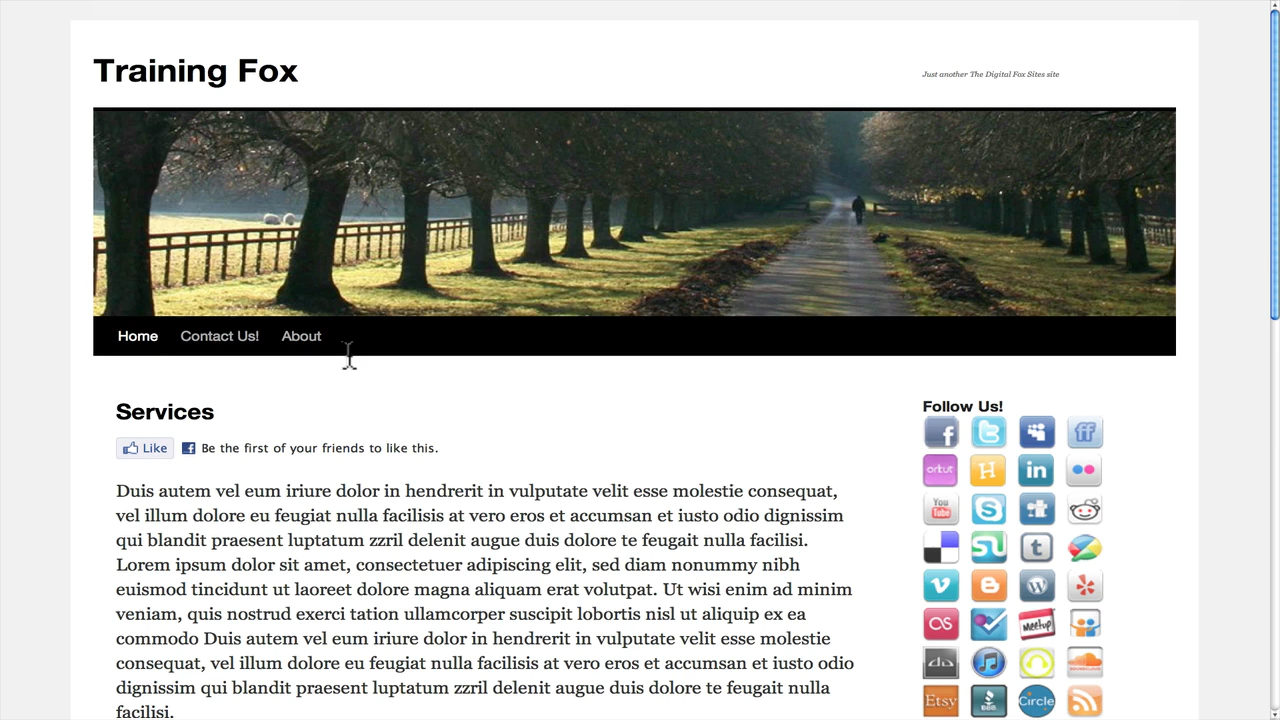 Training Fox
Just another The Digital Fox Sites site
Home Contact Us! About
Services
Like Be the first of your friends to like this.
Duis autem vel eum iriure dolor in hendrerit in vulputate velit esse molestie consequat,
vel illum dolore eu feugiat nulla facilisis at vero eros et accumsan et iusto odio dignissim
qui blandit praesent luptatum zzril delenit augue duis dolore te feugait nulla facilisi.
Lorem ipsum dolor sit amet, consectetuer adipiscing elit, sed diam nonummy nibh
euismod tincidunt ut laoreet dolore magna aliquam erat volutpat. Ut wisi enim ad minim
veniam, quis nostrud exerci tation ullamcorper suscipit lobortis nisl ut aliquip ex ea
commodo Duis autem vel eum iriure dolor in hendrerit in vulputate velit esse molestie
consequat, vel illum dolore eu feugiat nulla facilisis at vero eros et accumsan et iusto odio
dignissim qui blandit praesent luptatum zzril delenit augue duis dolore te feugait nulla
facilisi.
Follow Us!
f t ff
orkut H in
You Tube S
t
v B W
as Meetup
da
Etsy BBB Circle